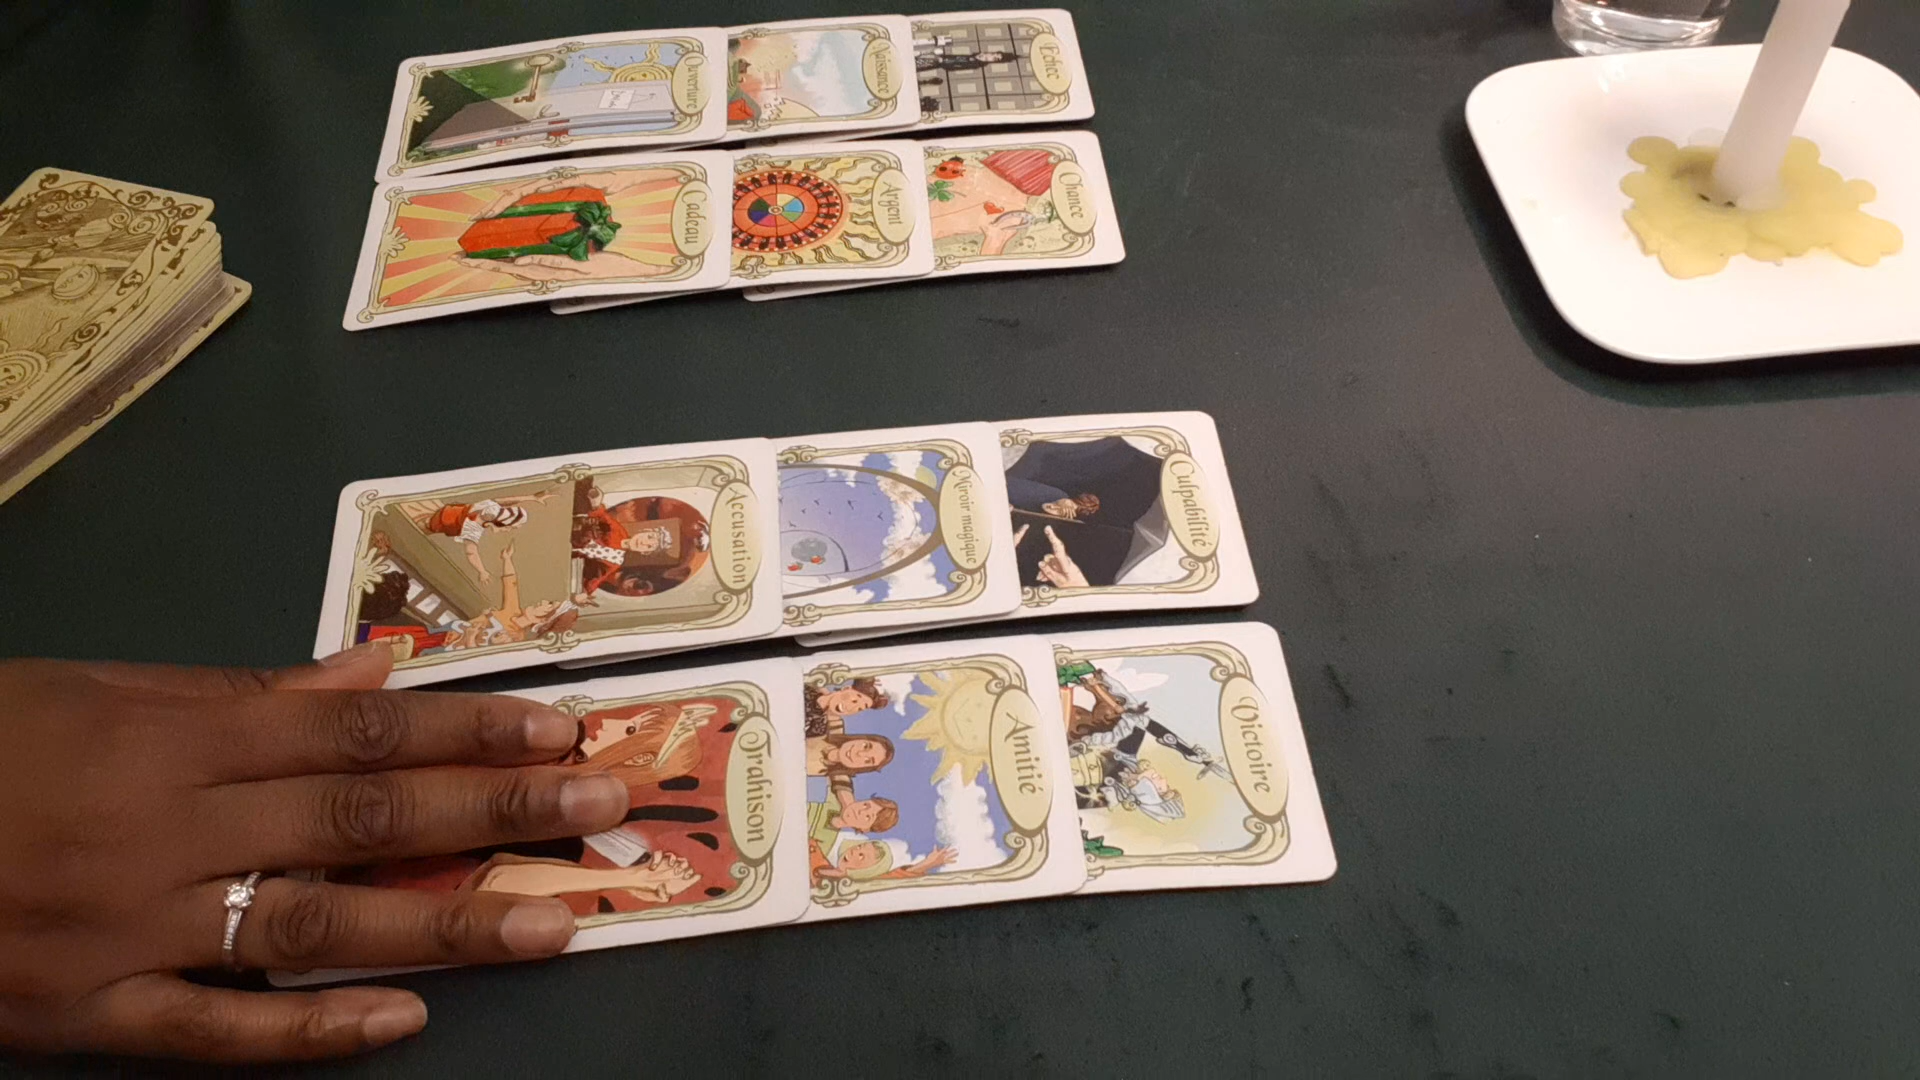 Ouverture
Naissance
Echec
Cadeau
Argent
Chance
Accusation
Miroir magique
Culpabilité
Trahison
Amitié
Victoire